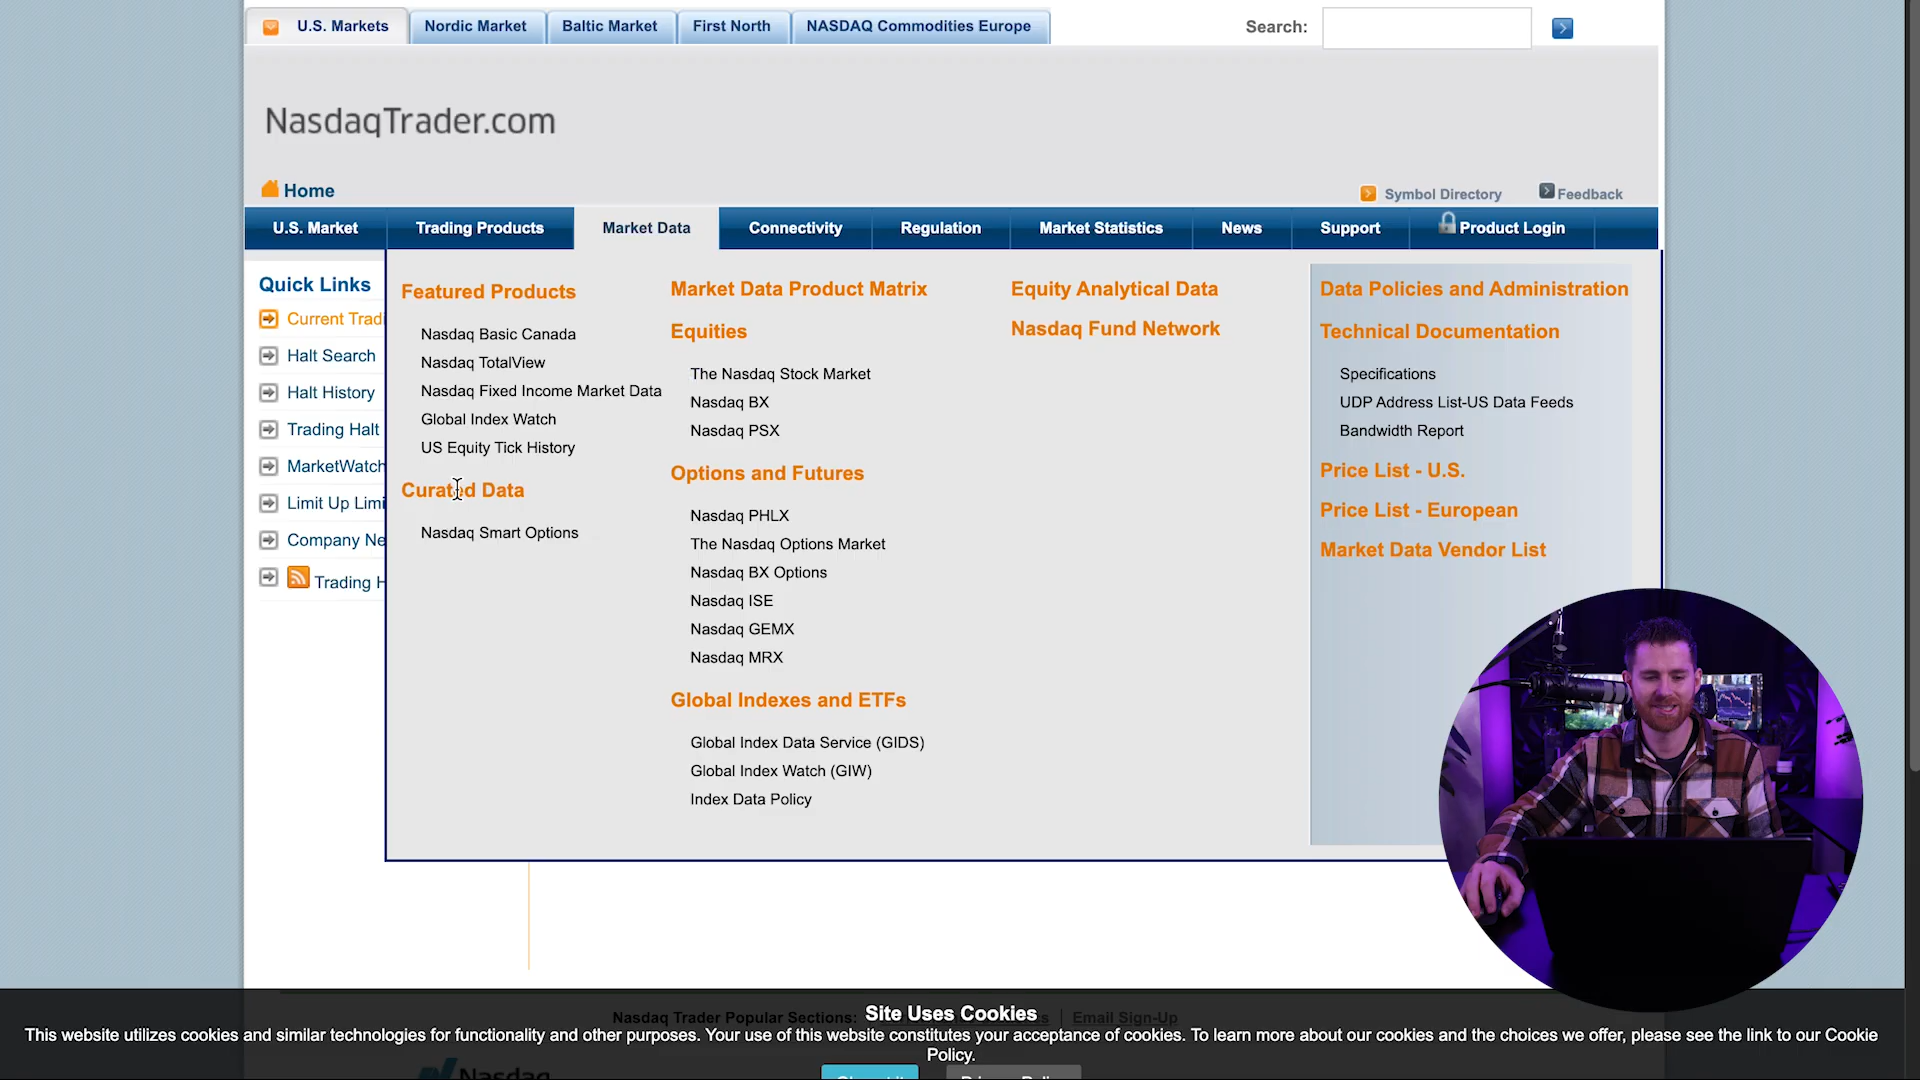 U.S. Markets
Nordic Market
Baltic Market
First North
NASDAQ Commodities Europe
Search:
NasdaqTrader.com
Home
Symbol Directory
Feedback
U.S. Market
Trading Products
Market Data
Connectivity
Regulation
Market Statistics
News
Support
Product Login
Quick Links
Current Tradi
Halt Search
Halt History
Trading Halt
MarketWatch
Limit Up Limi
Company Ne
Trading H
Featured Products
Nasdaq Basic Canada
Nasdaq TotalView
Nasdaq Fixed Income Market Data
Global Index Watch
US Equity Tick History
Curated Data
Nasdaq Smart Options
Market Data Product Matrix
Equities
The Nasdaq Stock Market
Nasdaq BX
Nasdaq PSX
Options and Futures
Nasdaq PHLX
The Nasdaq Options Market
Nasdaq BX Options
Nasdaq ISE
Nasdaq GEMX
Nasdaq MRX
Global Indexes and ETFs
Global Index Data Service (GIDS)
Global Index Watch (GIW)
Index Data Policy
Equity Analytical Data
Nasdaq Fund Network
Data Policies and Administration
Technical Documentation
Specifications
UDP Address List-US Data Feeds
Bandwidth Report
Price List - U.S.
Price List - European
Market Data Vendor List
Site Uses Cookies
Nasdaq Trader Popular Sections: | Email Sign-Up
This website utilizes cookies and similar technologies for functionality and other purposes. Your use of this website constitutes your acceptance of cookies. To learn more about our cookies and the choices we offer, please see the link to our Cookie
Policy.
Nasdaq